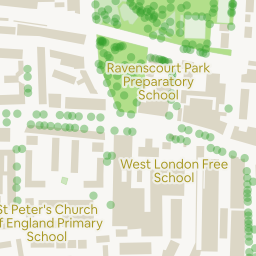 Ravenscourt Park
Preparatory
School
West London Free
School
St Peter's Church
of England Primary
School